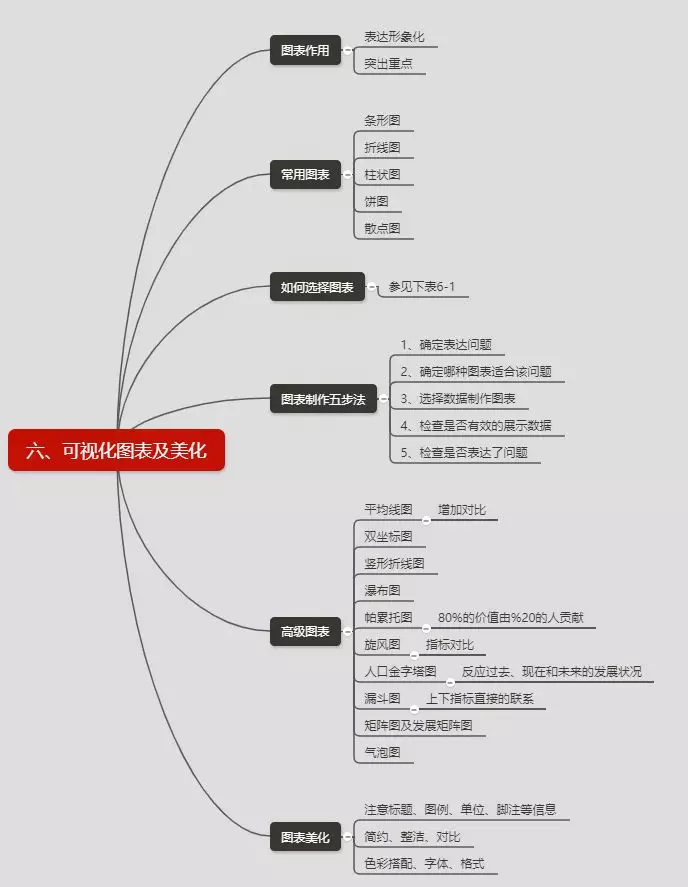 图表作用
表达形象化
突出重点
常用图表
条形图
折线图
柱状图
饼图
散点图
如何选择图表
参见下表6-1
图表制作五步法
1、确定表达问题
2、确定哪种图表适合该问题
3、选择数据制作图表
4、检查是否有效的展示数据
5、检查是否表达了问题
六、可视化图表及美化
高级图表
平均线图
增加对比
双坐标图
竖形折线图
瀑布图
帕累托图
80%的价值由%20的人贡献
旋风图
指标对比
人口金字塔图
反应过去、现在和未来的发展状况
漏斗图
上下指标直接的联系
矩阵图及发展矩阵图
气泡图
图表美化
注意标题、图例、单位、脚注等信息
简约、整洁、对比
色彩搭配、字体、格式